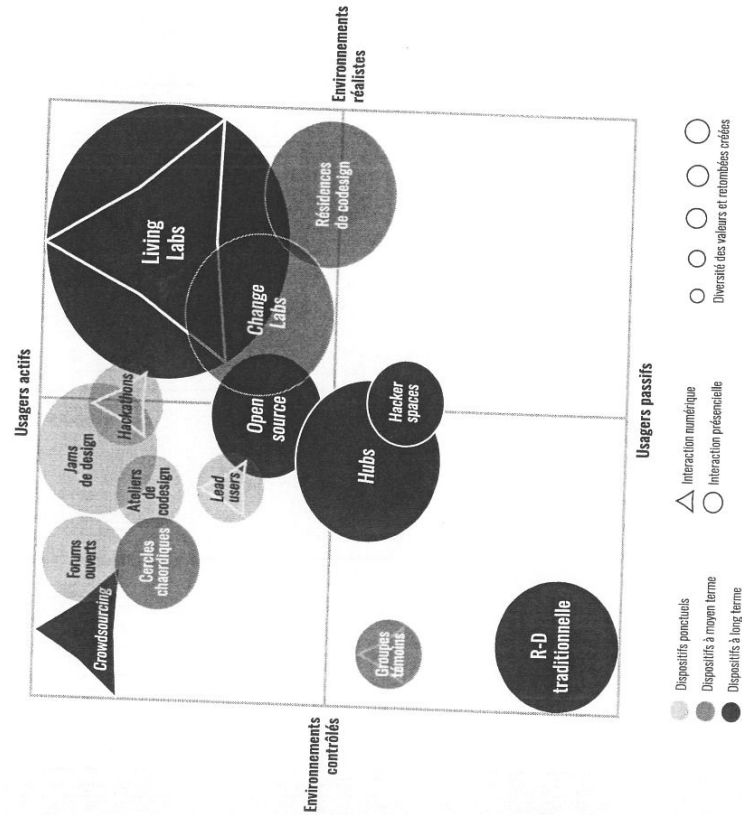 Usagers actifs
Environnements
contrôlés
Environnements
réalistes
Usagers passifs
Crowdsourcing
Forums
ouverts
Cercles
chaordiques
Jams
de design
Ateliers
de
codesign
Hackathons
Lead
users
Open
source
Living
Labs
Change
Labs
Résidences
de codesign
Hubs
Hacker
spaces
Groupes
témoins
R-D
traditionnelle
Dispositifs ponctuels
Dispositifs à moyen terme
Dispositifs à long terme
Interaction numérique
Interaction présencielle
Diversité des valeurs et retombées créées